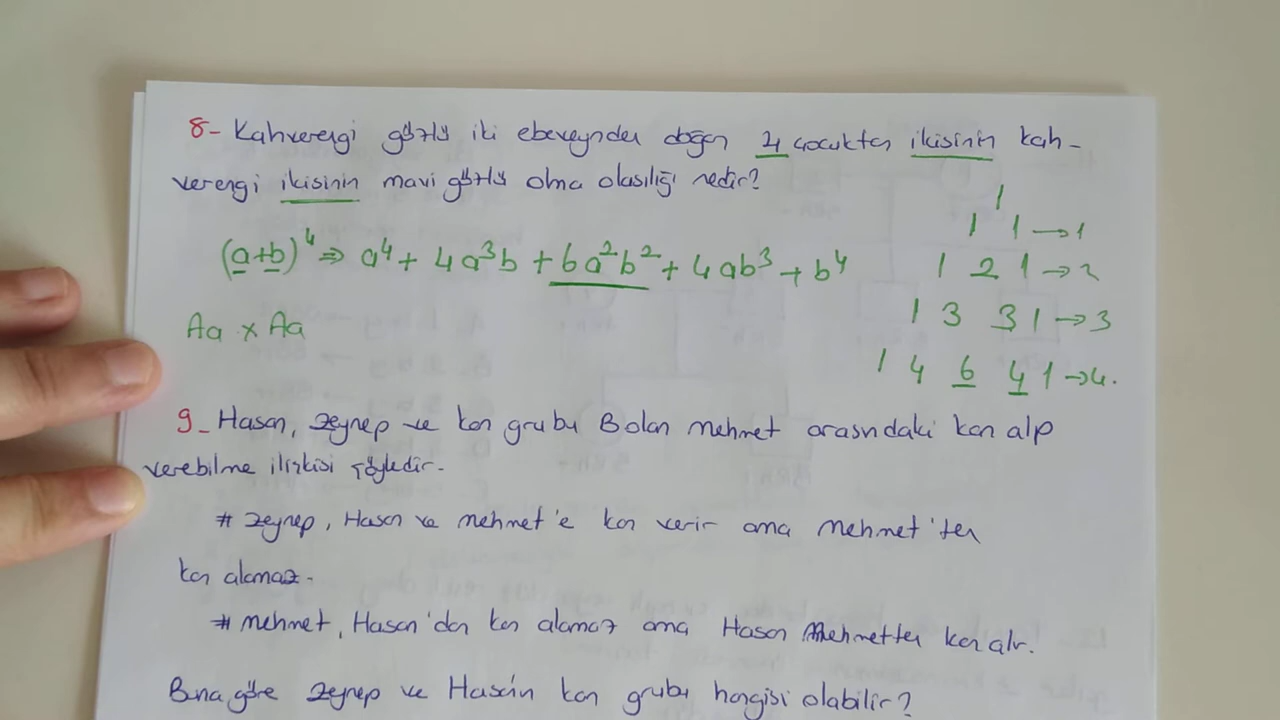 8- Kahverengi gözlü iki ebeveynden doğan 4 çocuktan ikisinin kah-
verengi ikisinin mavi gözlü olma olasılığı nedir?
(a+b)⁴ ⇒ a⁴ + 4a³b + 6a²b² + 4ab³ + b⁴
Aa x Aa
1
1 1 →1
1 2 1 →2
1 3 3 1 →3
1 4 6 4 1 →4.
9- Hasan, Zeynep ve kan grubu B olan Mehmet arasındaki kan alıp
verebilme ilişkisi şöyledir.
# Zeynep, Hasan ve Mehmet'e kan verir ama Mehmet'ten
kan alamaz.
# Mehmet, Hasan'dan kan alamaz ama Hasan Mehmetten kan alır.
Buna göre Zeynep ve Hasan'ın kan grubu hangisi olabilir?